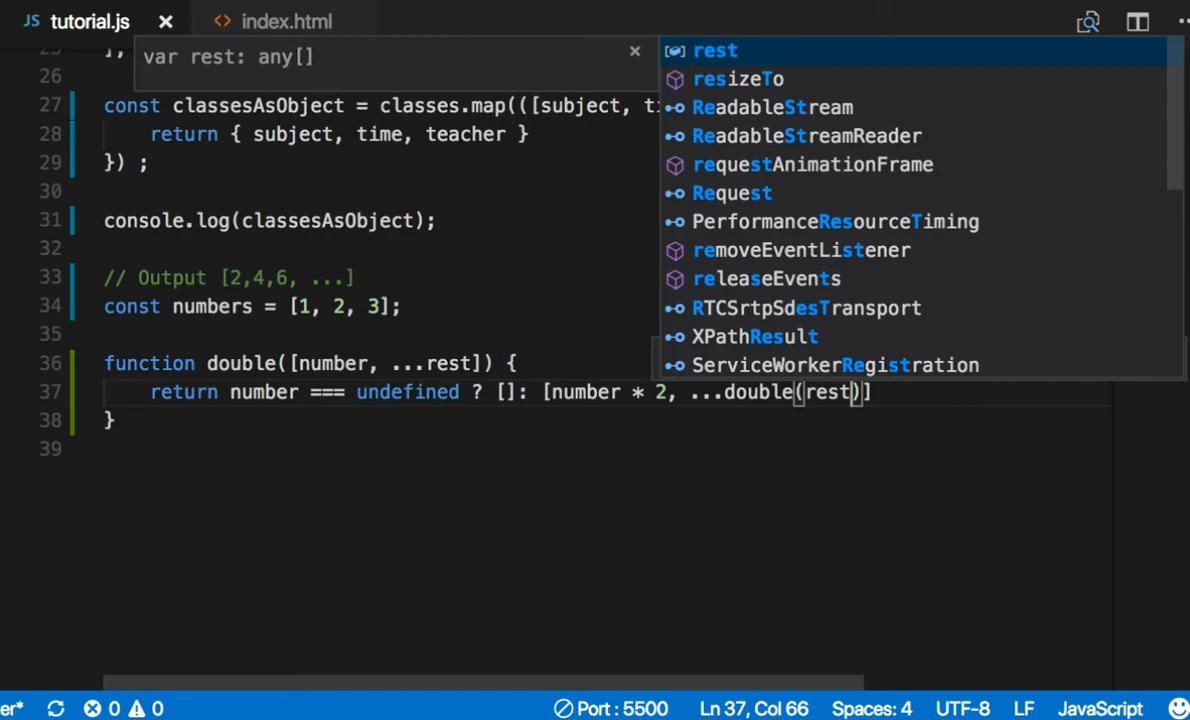 JS tutorial.js × <> index.html
25 ],
var rest: any[] ×
rest
resizeTo
ReadableStream
ReadableStreamReader
requestAnimationFrame
Request
PerformanceResourceTiming
removeEventListener
releaseEvents
RTCSrtpSdesTransport
XPathResult
ServiceWorkerRegistration
26
27 const classesAsObject = classes.map(([subject, ti
28 return { subject, time, teacher }
29 }) ;
30
31 console.log(classesAsObject);
32
33 // Output [2,4,6, ...]
34 const numbers = [1, 2, 3];
35
36 function double([number, ...rest]) {
37 return number === undefined ? []: [number * 2, ...double(rest)]
38 }
39
er* 0 0 Port : 5500 Ln 37, Col 66 Spaces: 4 UTF-8 LF JavaScript